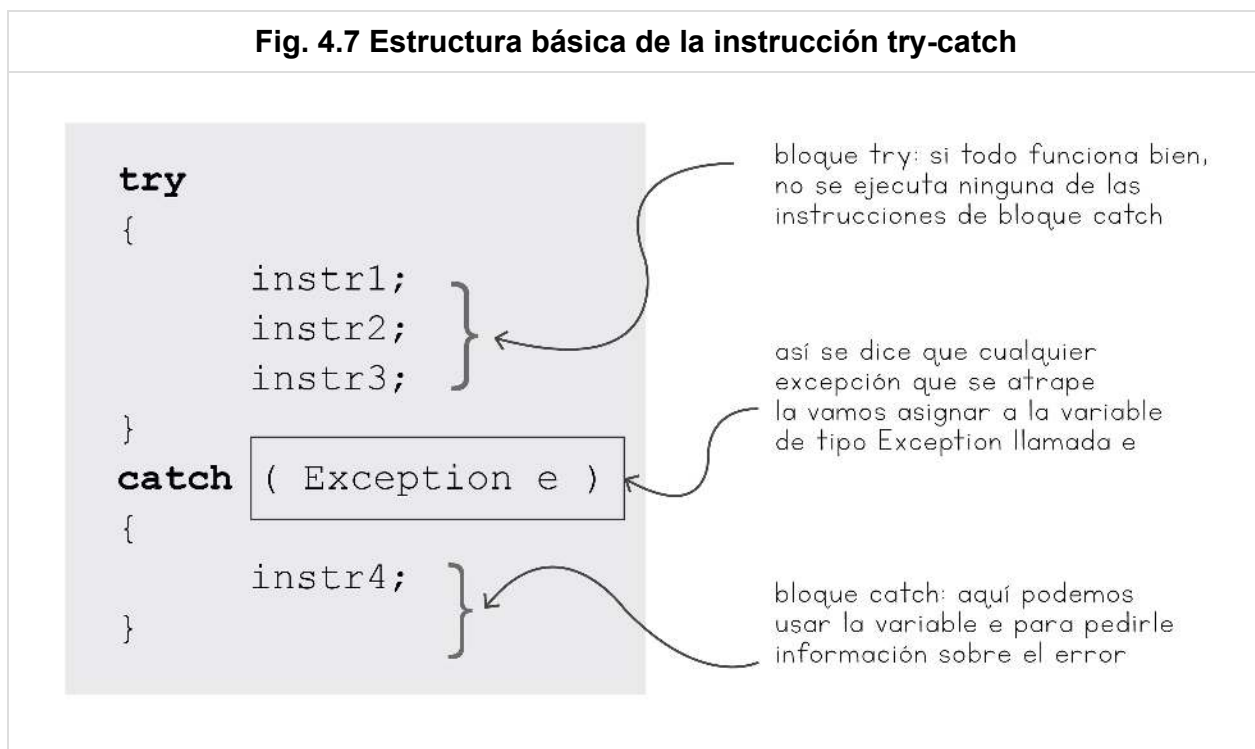 Fig. 4.7 Estructura básica de la instrucción try-catch
try
{
instr1;
instr2;
instr3;
}
catch ( Exception e )
{
instr4;
}
bloque try: si todo funciona bien,
no se ejecuta ninguna de las
instrucciones de bloque catch
así se dice que cualquier
excepción que se atrape
la vamos asignar a la variable
de tipo Exception llamada e
bloque catch: aquí podemos
usar la variable e para pedirle
información sobre el error